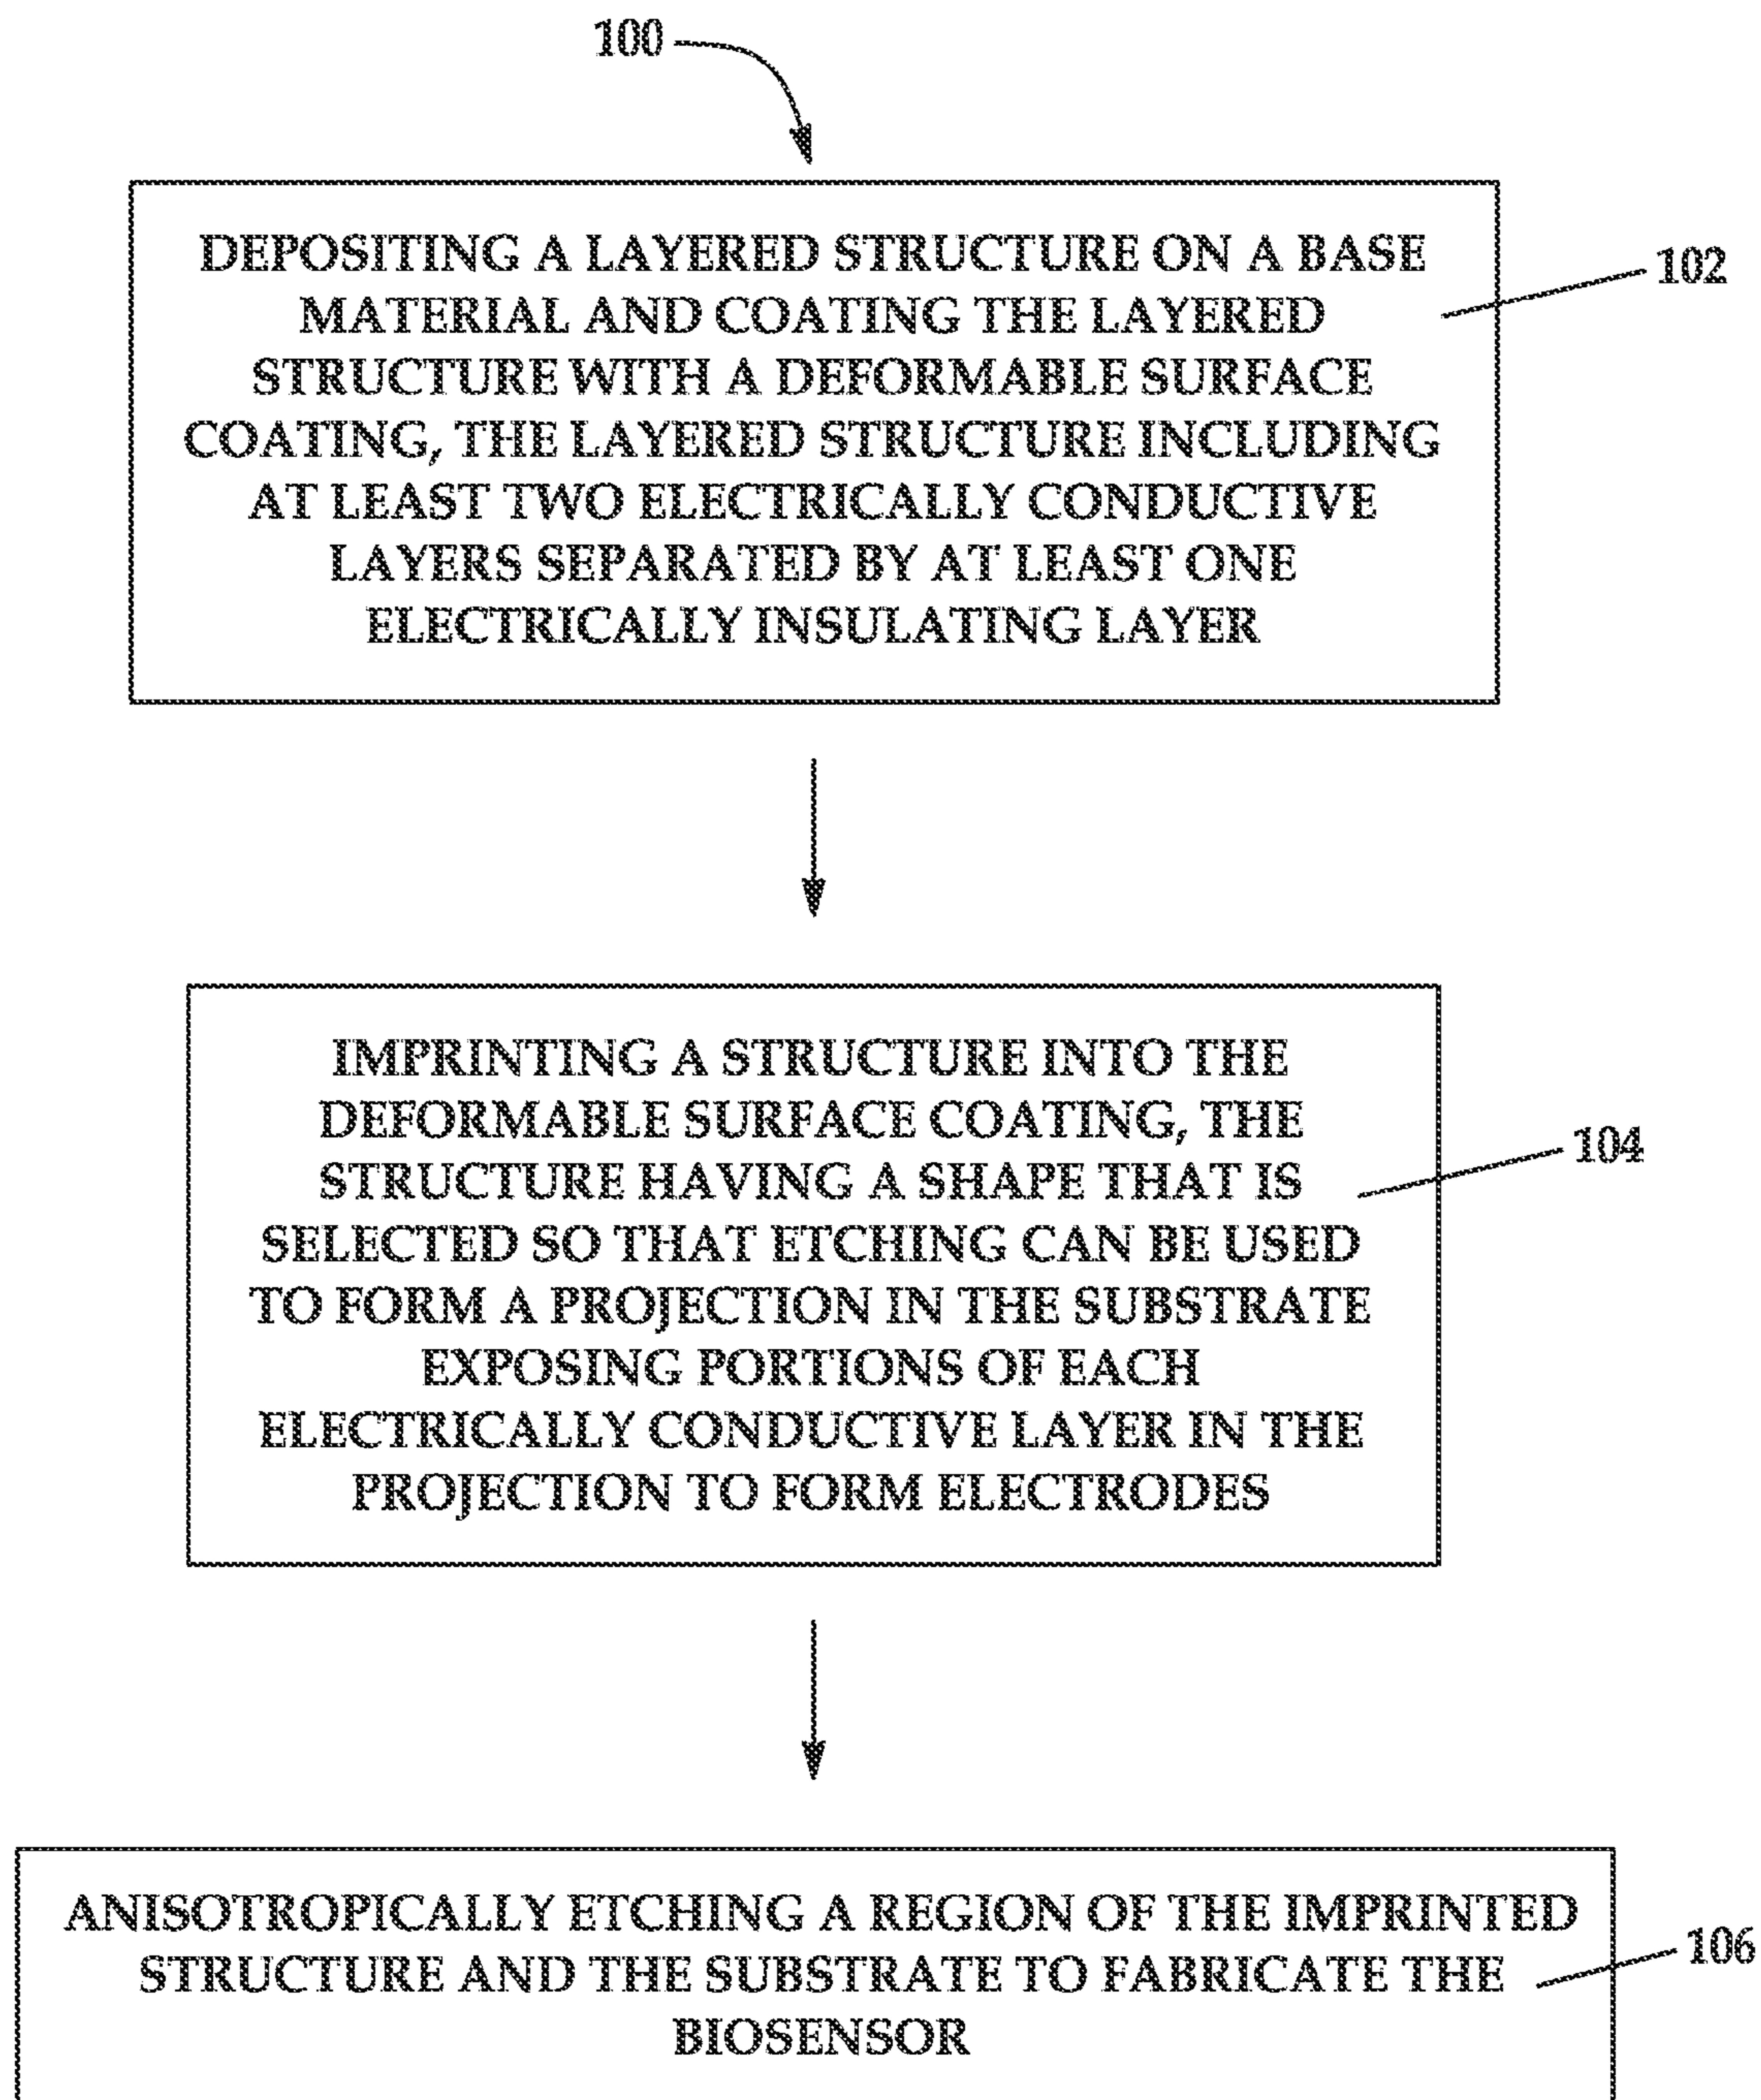 100
DEPOSITING A LAYERED STRUCTURE ON A BASE
MATERIAL AND COATING THE LAYERED
STRUCTURE WITH A DEFORMABLE SURFACE
COATING, THE LAYERED STRUCTURE INCLUDING
AT LEAST TWO ELECTRICALLY CONDUCTIVE
LAYERS SEPARATED BY AT LEAST ONE
ELECTRICALLY INSULATING LAYER
102
IMPRINTING A STRUCTURE INTO THE
DEFORMABLE SURFACE COATING, THE
STRUCTURE HAVING A SHAPE THAT IS
SELECTED SO THAT ETCHING CAN BE USED
TO FORM A PROJECTION IN THE SUBSTRATE
EXPOSING PORTIONS OF EACH
ELECTRICALLY CONDUCTIVE LAYER IN THE
PROJECTION TO FORM ELECTRODES
104
ANISOTROPICALLY ETCHING A REGION OF THE IMPRINTED
STRUCTURE AND THE SUBSTRATE TO FABRICATE THE
BIOSENSOR
106